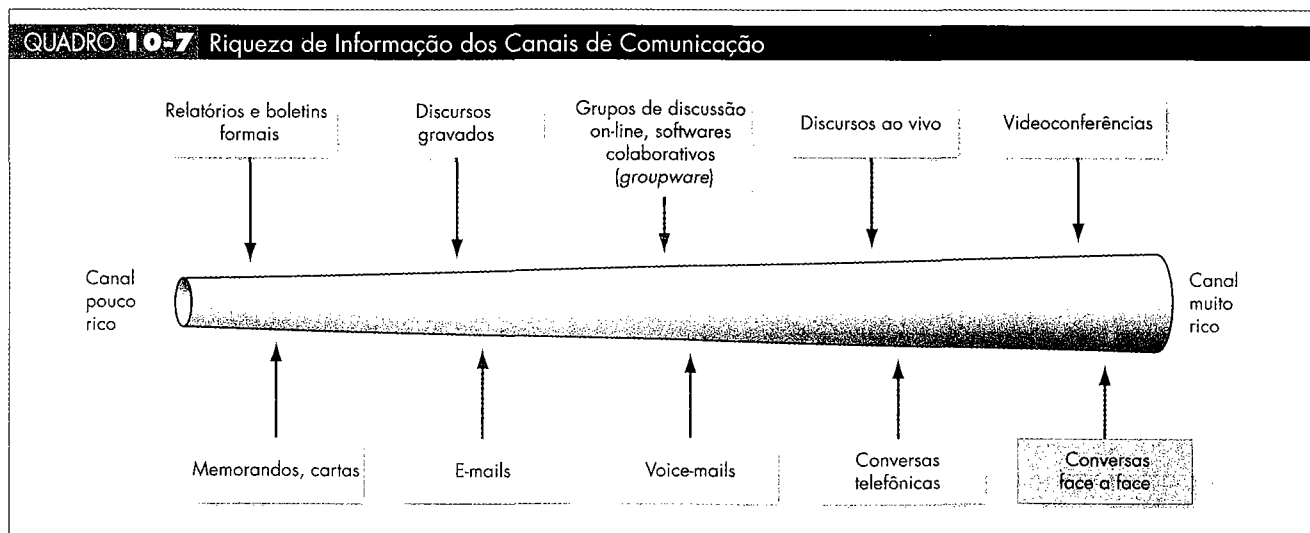 QUADRO 10-7 Riqueza de Informação dos Canais de Comunicação
Relatórios e boletins
formais
Discursos
gravados
Grupos de discussão
on-line, softwares
colaborativos
(groupware)
Discursos ao vivo
Videoconferências
Canal
pouco
rico
Canal
muito
rico
Memorandos, cartas
E-mails
Voice-mails
Conversas
telefônicas
Conversas
face a face